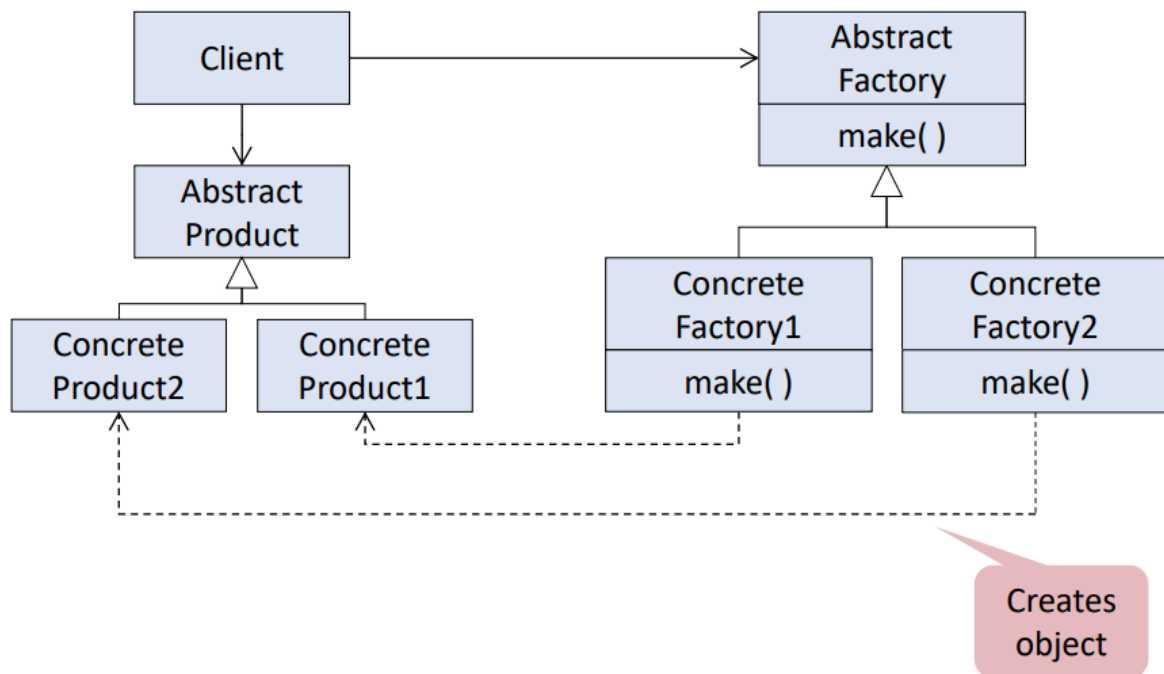 Client
Abstract
Factory
make( )
Abstract
Product
Concrete
Product2
Concrete
Product1
Concrete
Factory1
make( )
Concrete
Factory2
make( )
Creates
object